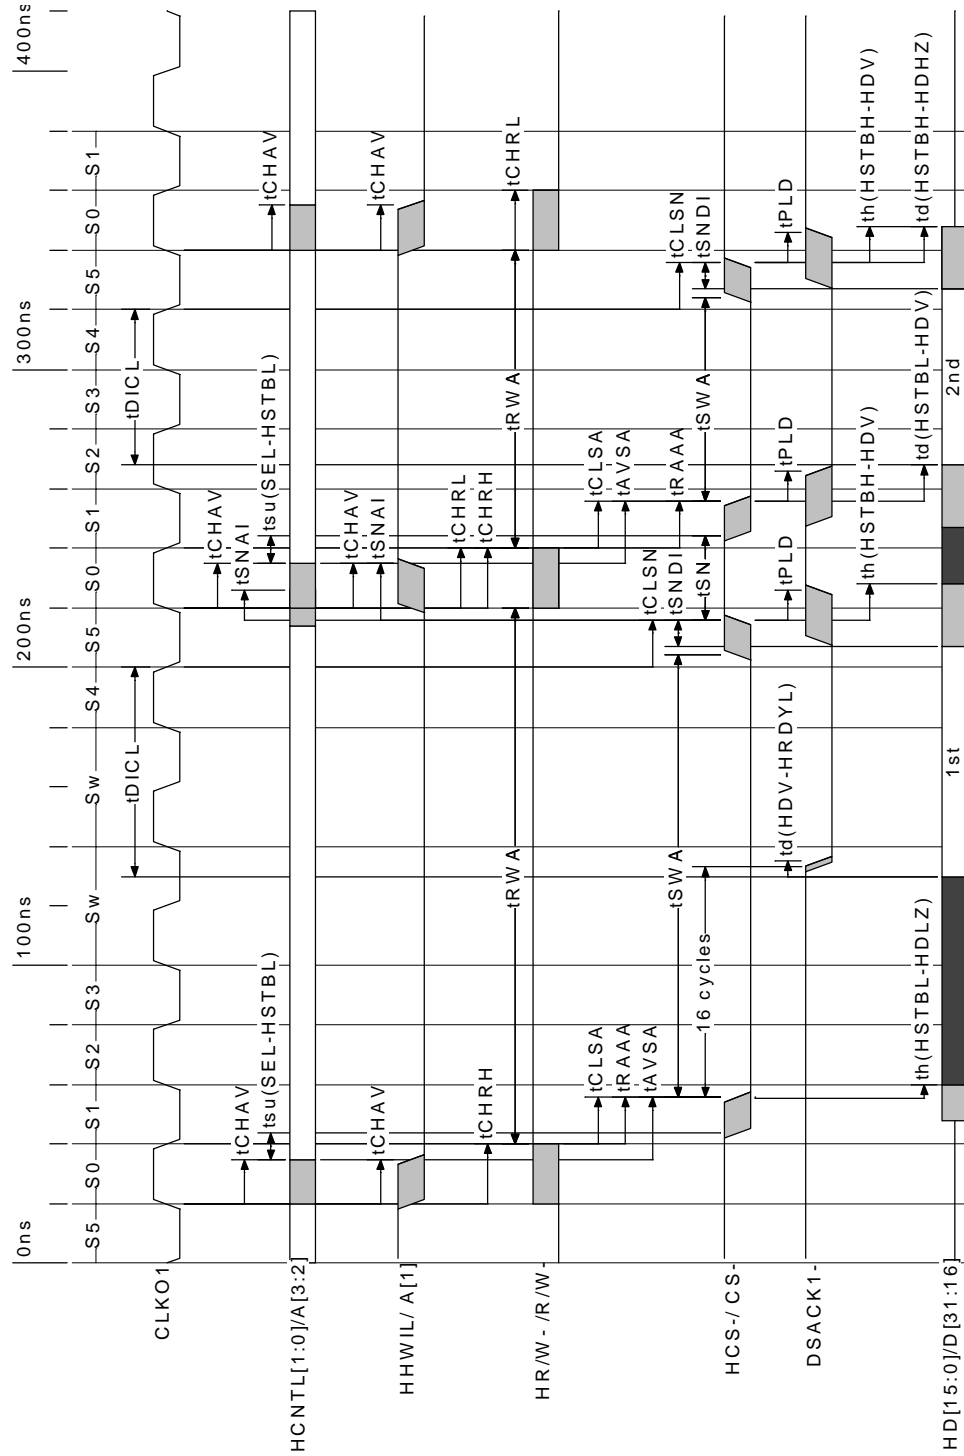 0ns 100ns 200ns 300ns 400ns
S5 S0 S1 S2 S3 Sw Sw S4 S5 S0 S1 S2 S3 S4 S5 S0 S1
CLKO1
tDICL tDICL
HCNTL[1:0]/A[3:2]
tCHAV tCHAV tCHAV
tSNAI
tsu(SEL-HSTBL) tsu(SEL-HSTBL)
HHWIL/A[1]
tCHAV tCHAV tCHAV
tSNAI
HR/W-/R/W-
tCHRH tCHRL tCHRL
tCHRH
tRWA tRWA
tCLSA tCLSA
tRAAA tAVSA
tAVSA tRAAA
tCLSN tCLSN
tSNDI tSNDI
HCS-/CS-
tSWA tSN tSWA
16 cycles
DSACK1-
td(HDV-HRDYL) tPLD tPLD tPLD
HD[15:0]/D[31:16]
th(HSTBL-HDLZ) th(HSTBH-HDV) td(HSTBL-HDV) th(HSTBH-HDV)
td(HSTBH-HDHZ)
1st 2nd